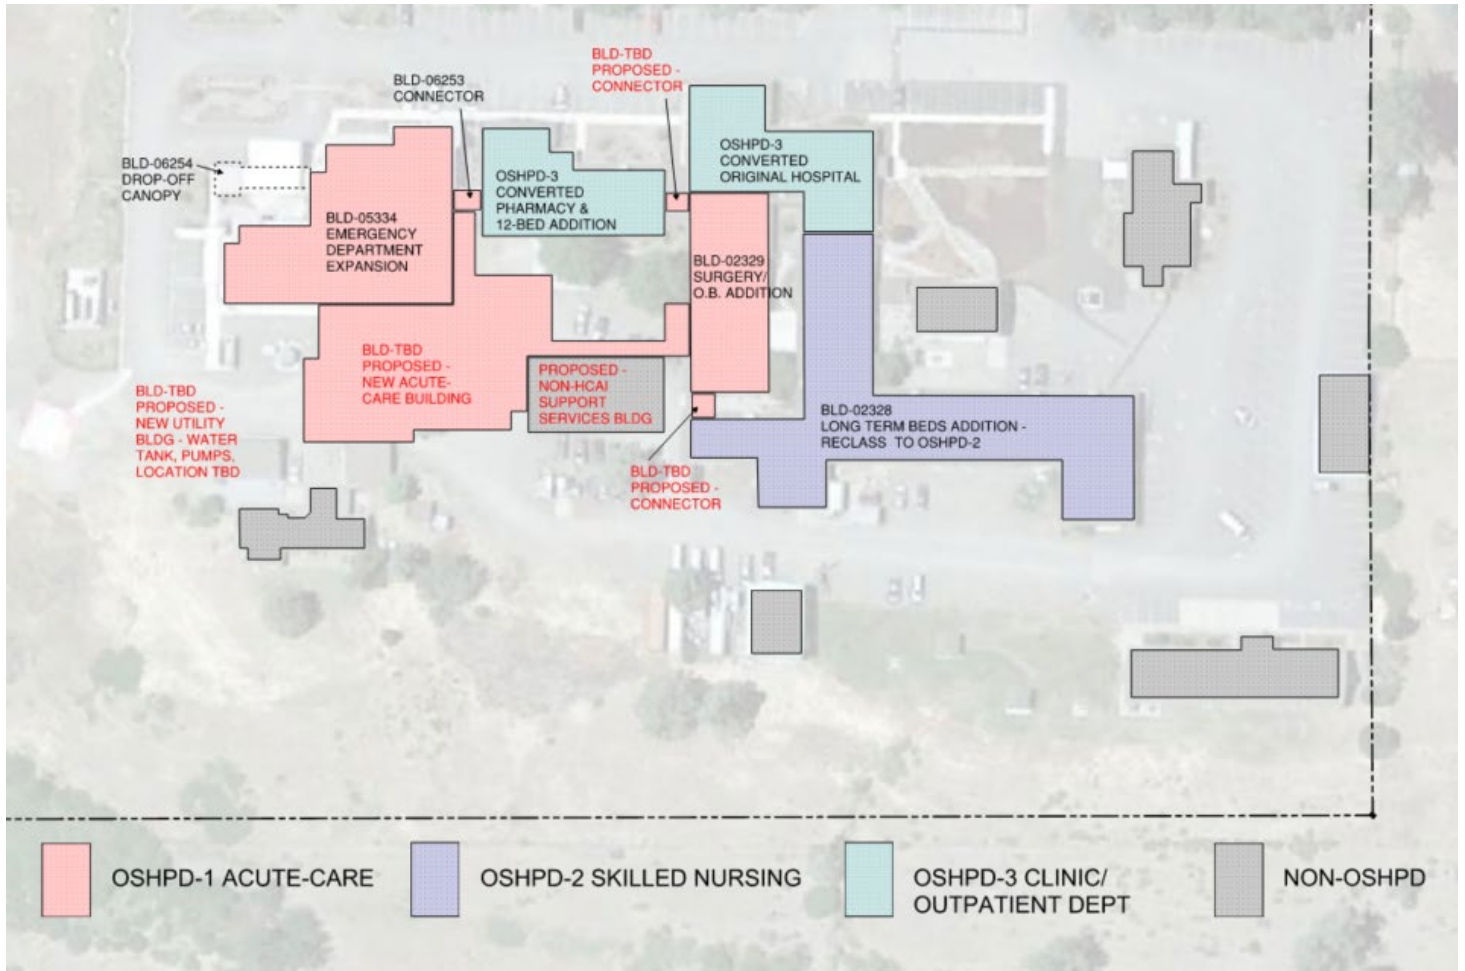 BLD-TBD
PROPOSED -
CONNECTOR
BLD-06253
CONNECTOR
BLD-06254
DROP-OFF
CANOPY
OSHPD-3
CONVERTED
ORIGINAL HOSPITAL
OSHPD-3
CONVERTED
PHARMACY &
12-BED ADDITION
BLD-05334
EMERGENCY
DEPARTMENT
EXPANSION
BLD-02329
SURGERY/
O.B. ADDITION
BLD-TBD
PROPOSED -
NEW ACUTE-
CARE BUILDING
PROPOSED -
NON-HCAI
SUPPORT
SERVICES BLDG
BLD-TBD
PROPOSED -
NEW UTILITY
BLDG - WATER
TANK, PUMPS,
LOCATION TBD
BLD-02328
LONG TERM BEDS ADDITION -
RECLASS TO OSHPD-2
BLD-TBD
PROPOSED -
CONNECTOR
OSHPD-1 ACUTE-CARE
OSHPD-2 SKILLED NURSING
OSHPD-3 CLINIC/
OUTPATIENT DEPT
NON-OSHPD